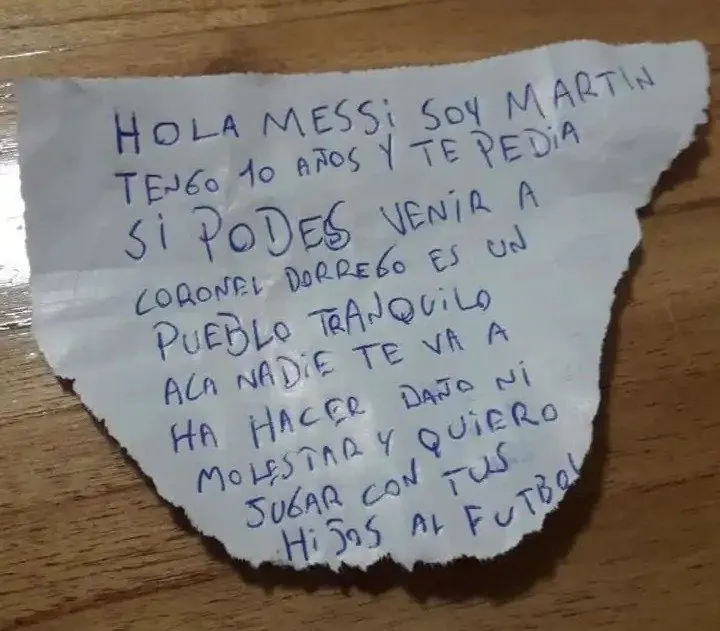 HOLA MESSi SOY MARTIN
TENGO 10 AÑOS Y TE PEDiA
Si PODES VENiR A
CORONEL DORREGO ES UN
PUEBLO TRANQUiLO
ACA NADiE TE VA A
HA HACER DAÑO Ni
MOLESTAR Y QUiERO
JUGAR CON TUS
HiJOS AL FUTBOL